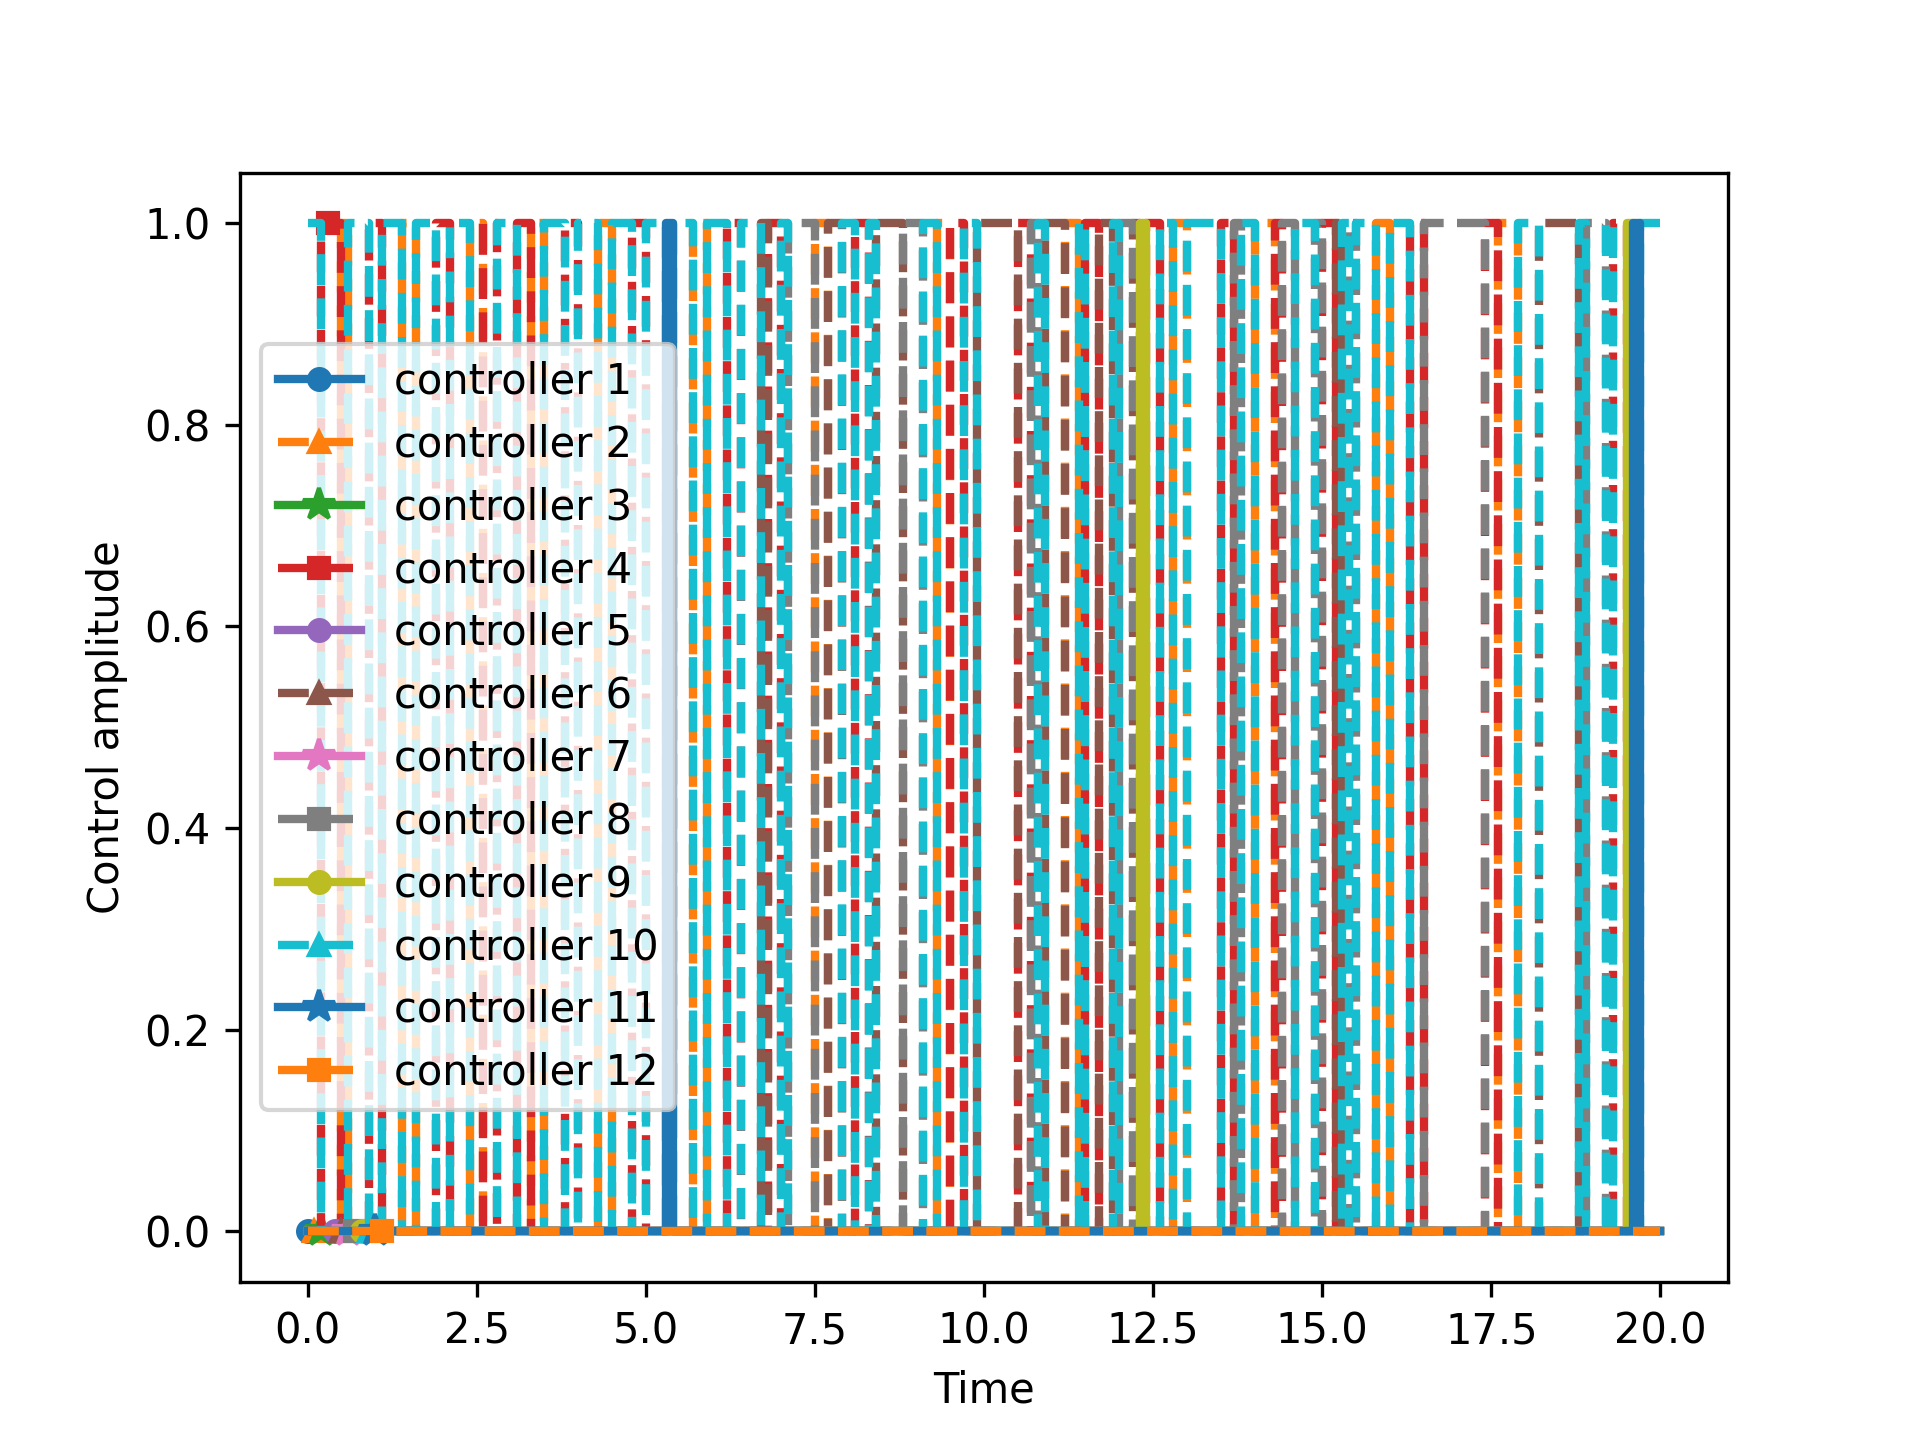 1.0
0.8
0.6
0.4
0.2
0.0
Control amplitude
controller 1
controller 2
controller 3
controller 4
controller 5
controller 6
controller 7
controller 8
controller 9
controller 10
controller 11
controller 12
0.0 2.5 5.0 7.5 10.0 12.5 15.0 17.5 20.0
Time